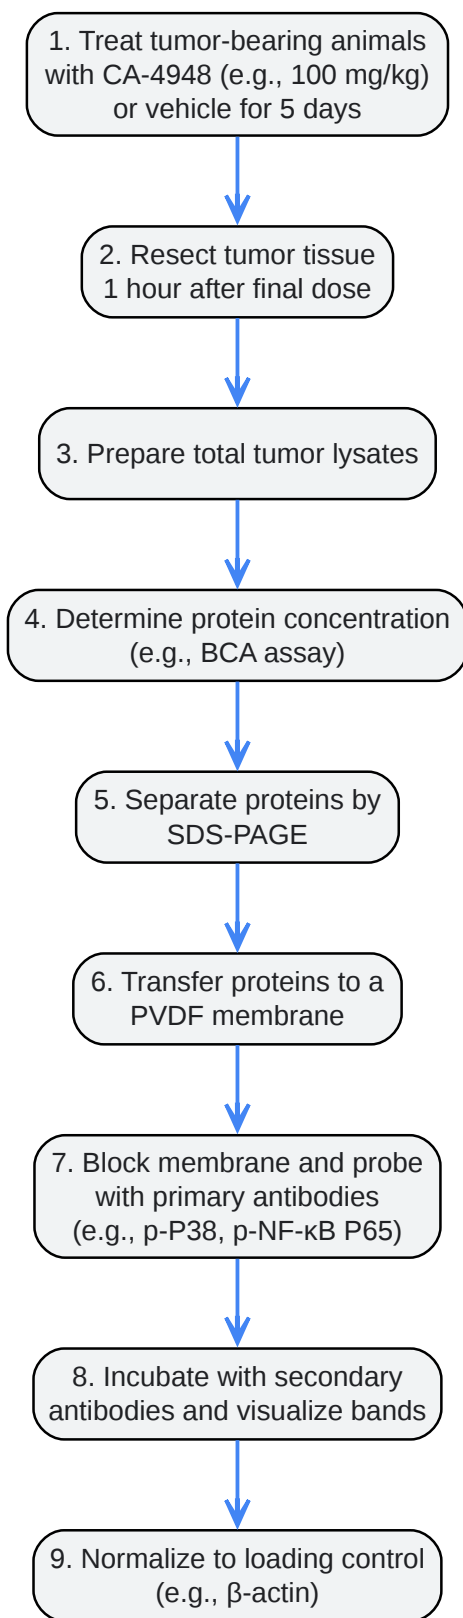 1. Treat tumor-bearing animals
with CA-4948 (e.g., 100 mg/kg)
or vehicle for 5 days
2. Resect tumor tissue
1 hour after final dose
3. Prepare total tumor lysates
4. Determine protein concentration
(e.g., BCA assay)
5. Separate proteins by
SDS-PAGE
6. Transfer proteins to a
PVDF membrane
7. Block membrane and probe
with primary antibodies
(e.g., p-P38, p-NF-κB P65)
8. Incubate with secondary
antibodies and visualize bands
9. Normalize to loading control
(e.g., β-actin)